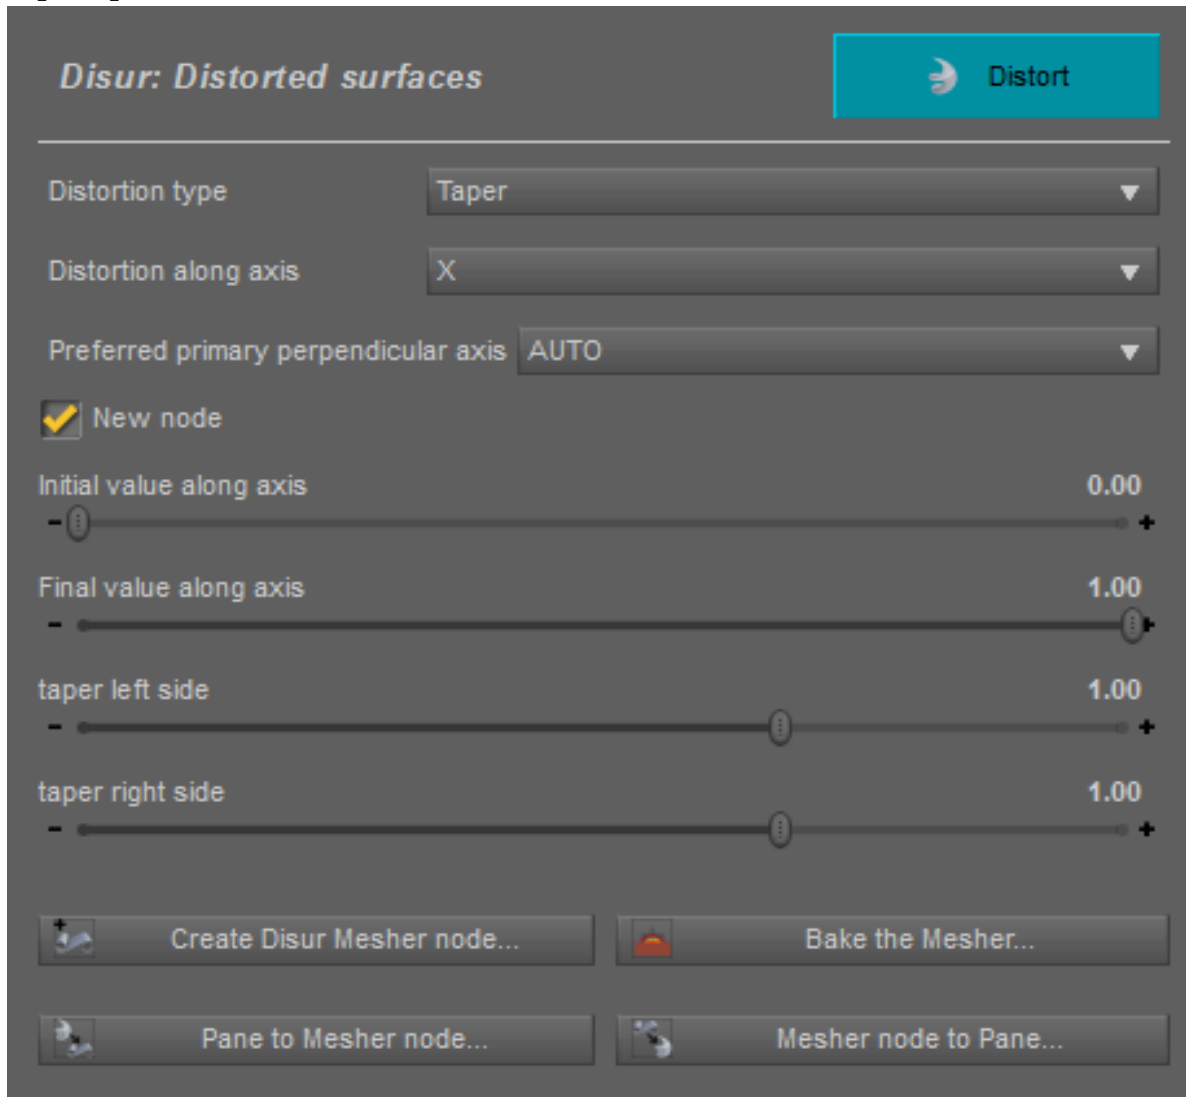 Disur: Distorted surfaces
Distort
Distortion type Taper
Distortion along axis X
Preferred primary perpendicular axis AUTO
New node
Initial value along axis 0.00
- +
Final value along axis 1.00
- +
taper left side 1.00
- +
taper right side 1.00
- +
Create Disur Mesher node... Bake the Mesher...
Pane to Mesher node... Mesher node to Pane...